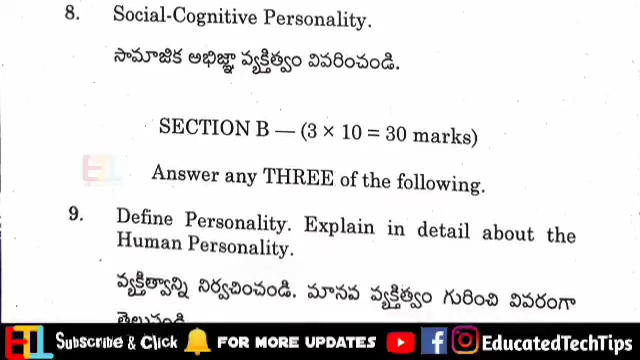 8. Social-Cognitive Personality.
సామాజిక అభిజ్ఞా వ్యక్తిత్వం వివరించండి.
SECTION B — (3 × 10 = 30 marks)
ETL
Answer any THREE of the following.
9. Define Personality. Explain in detail about the
Human Personality.
వ్యక్తిత్వాన్ని నిర్వచించండి. మానవ వ్యక్తిత్వం గురించి వివరంగా
తెలుపండి
ETL Subscribe & Click FOR MORE UPDATES EducatedTechTips